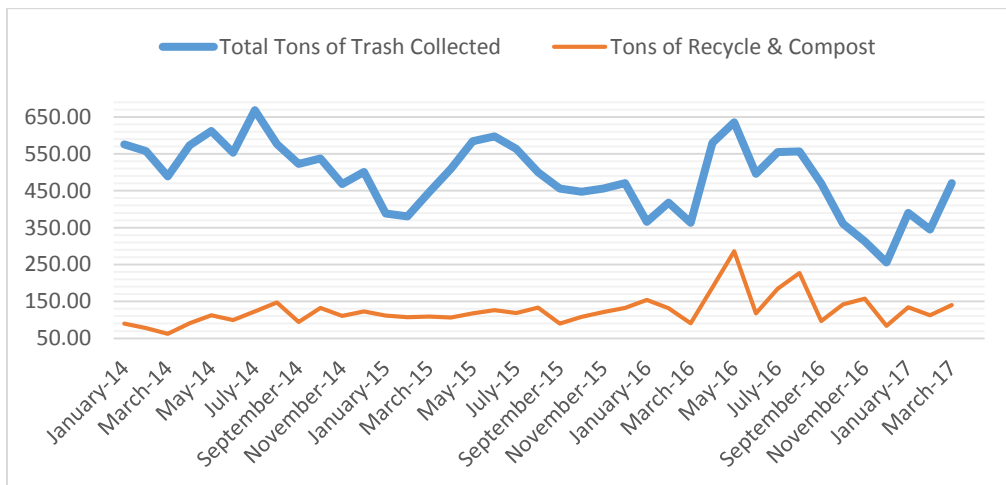 Total Tons of Trash Collected
Tons of Recycle & Compost
650.00
550.00
450.00
350.00
250.00
150.00
50.00
January-14
March-14
May-14
July-14
September-14
November-14
January-15
March-15
May-15
July-15
September-15
November-15
January-16
March-16
May-16
July-16
September-16
November-16
January-17
March-17